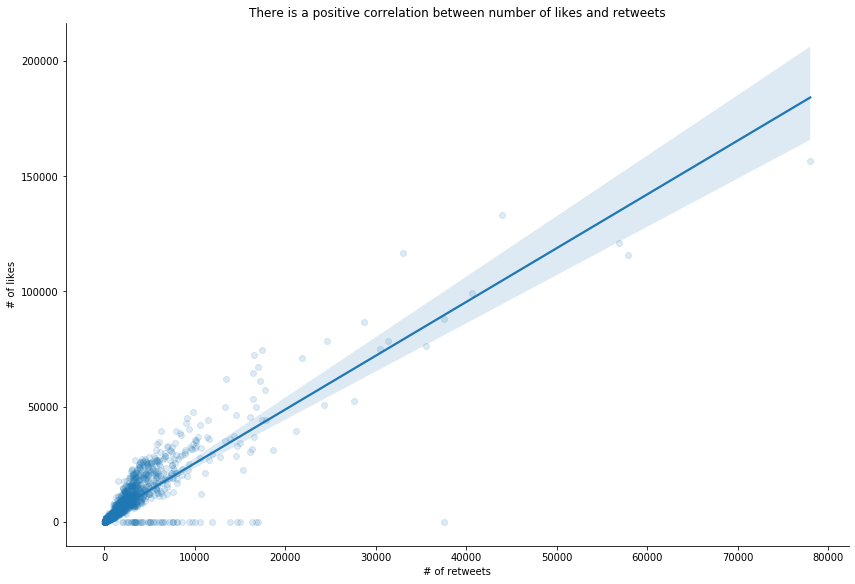 There is a positive correlation between number of likes and retweets
200000
150000
100000
50000
0
# of likes
0 10000 20000 30000 40000 50000 60000 70000 80000
# of retweets